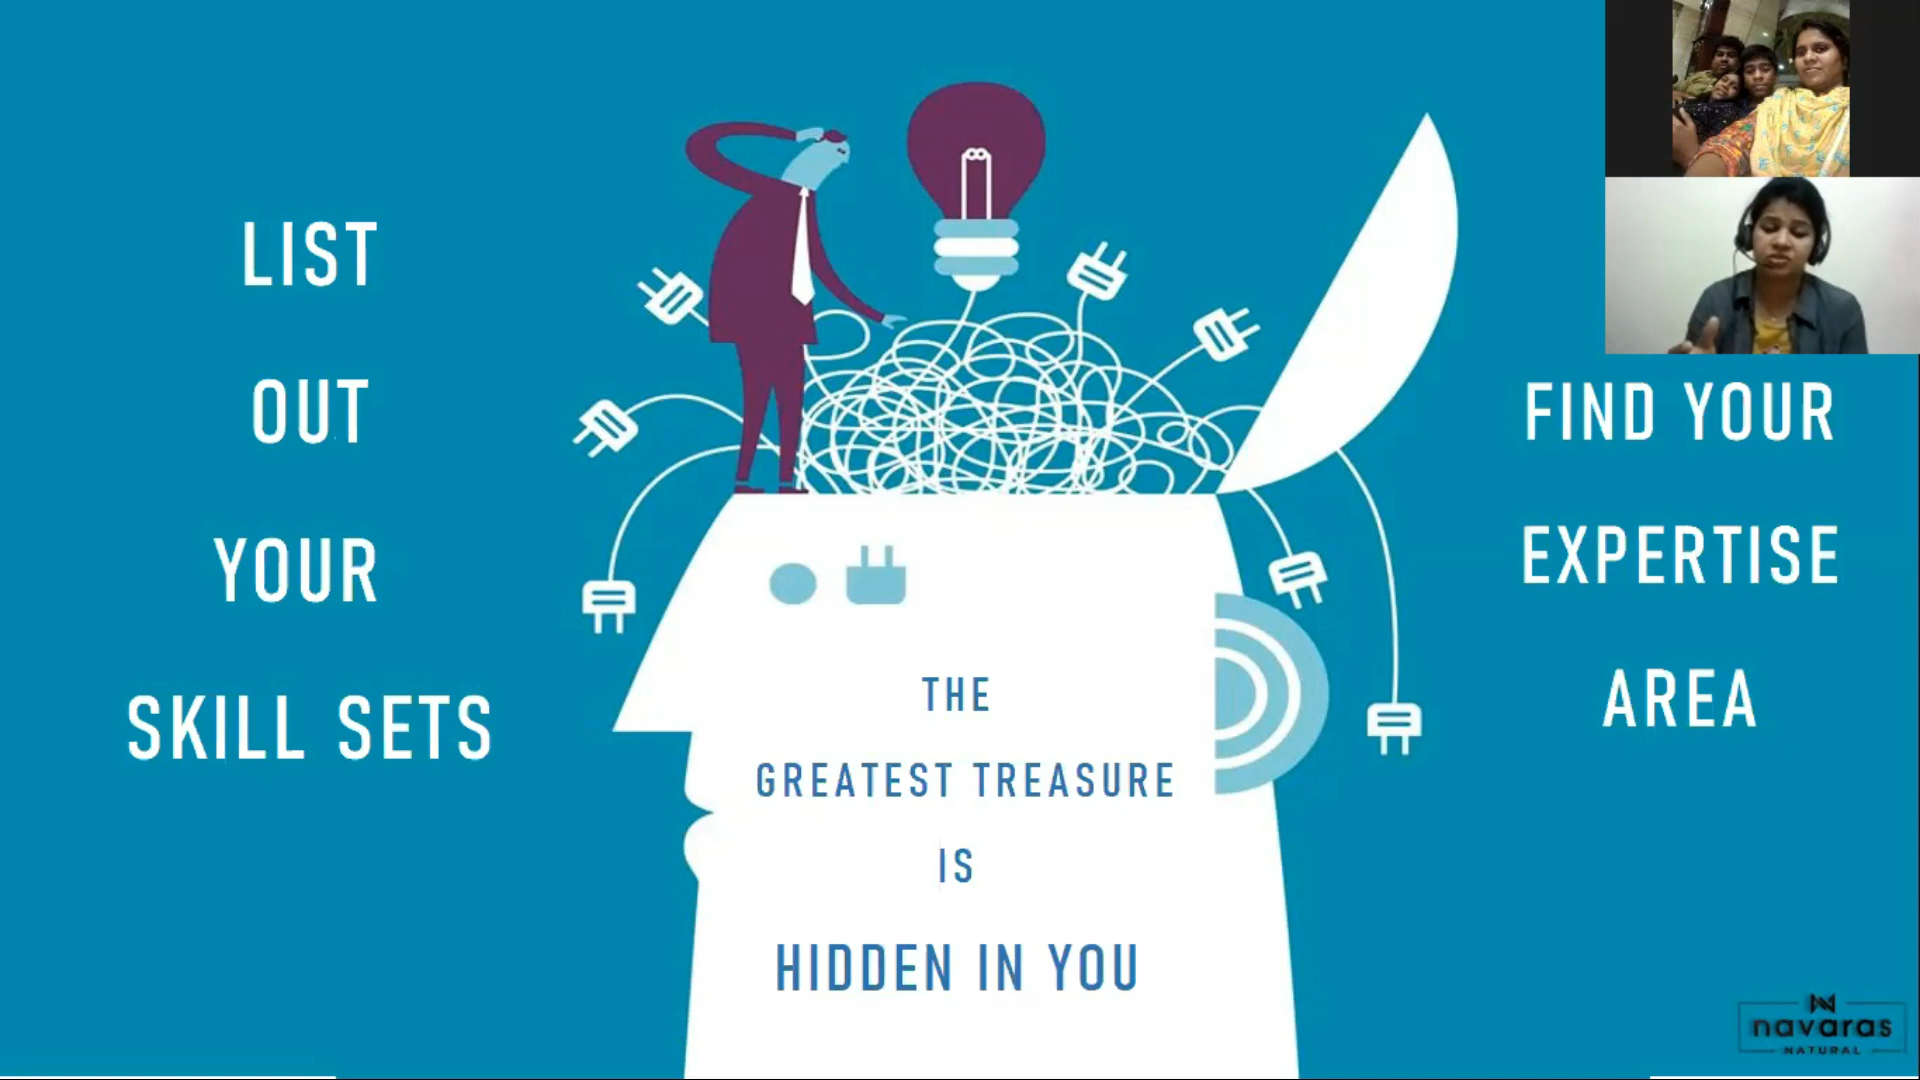 LIST
OUT
YOUR
SKILL SETS
THE
GREATEST TREASURE
IS
HIDDEN IN YOU
FIND YOUR
EXPERTISE
AREA
navaras
NATURAL